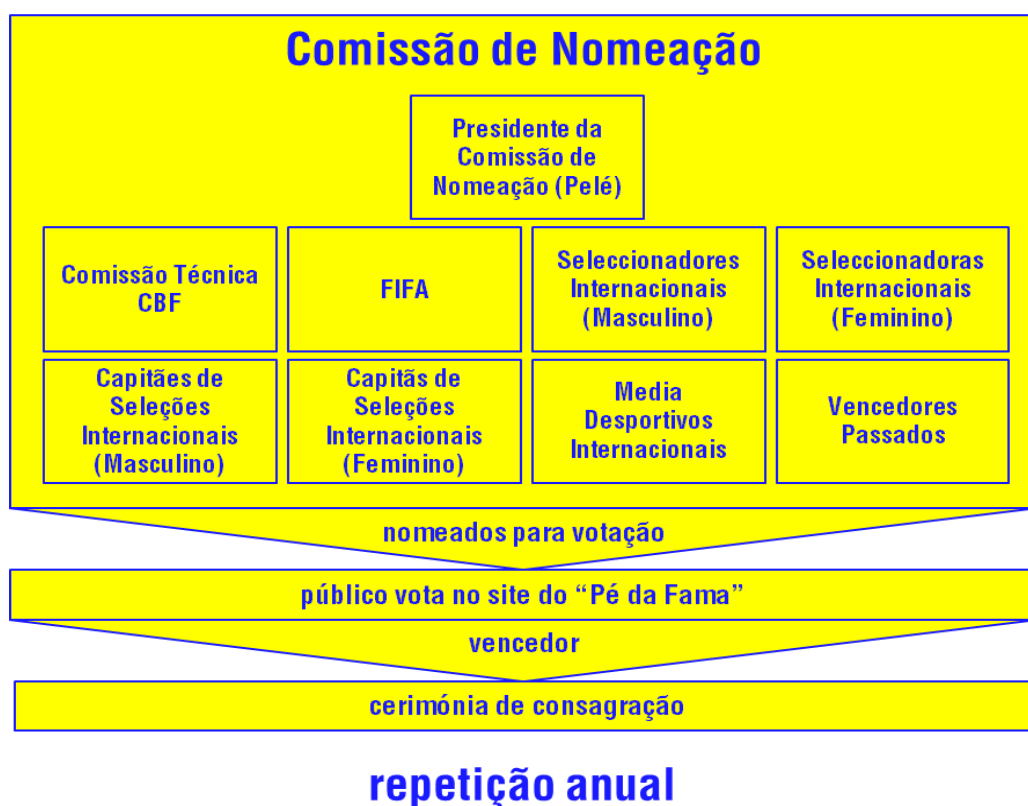 Comissão de Nomeação
Presidente da
Comissão de
Nomeação (Pelé)
Comissão Técnica
CBF
FIFA
Seleccionadores
Internacionais
(Masculino)
Seleccionadoras
Internacionais
(Feminino)
Capitães de
Seleções
Internacionais
(Masculino)
Capitãs de
Seleções
Internacionais
(Feminino)
Media
Desportivos
Internacionais
Vencedores
Passados
nomeados para votação
público vota no site do “Pé da Fama”
vencedor
cerimónia de consagração
repetição anual